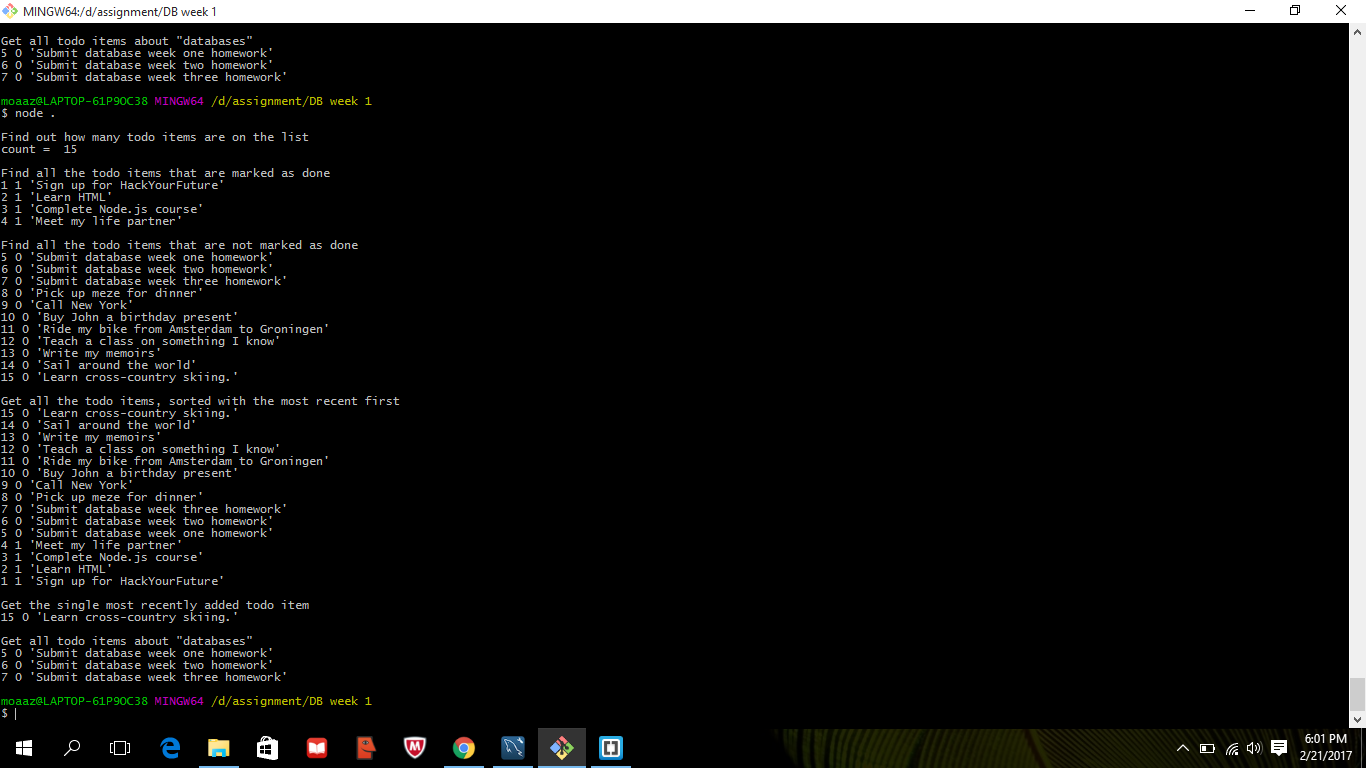 MINGW64:/d/assignment/DB week 1
Get all todo items about "databases"
5 0 'Submit database week one homework'
6 0 'Submit database week two homework'
7 0 'Submit database week three homework'
moaaz@LAPTOP-61P9OC38 MINGW64 /d/assignment/DB week 1
$ node .
Find out how many todo items are on the list
count =  15
Find all the todo items that are marked as done
1 1 'Sign up for HackYourFuture'
2 1 'Learn HTML'
3 1 'Complete Node.js course'
4 1 'Meet my life partner'
Find all the todo items that are not marked as done
5 0 'Submit database week one homework'
6 0 'Submit database week two homework'
7 0 'Submit database week three homework'
8 0 'Pick up meze for dinner'
9 0 'Call New York'
10 0 'Buy John a birthday present'
11 0 'Ride my bike from Amsterdam to Groningen'
12 0 'Teach a class on something I know'
13 0 'Write my memoirs'
14 0 'Sail around the world'
15 0 'Learn cross-country skiing.'
Get all the todo items, sorted with the most recent first
15 0 'Learn cross-country skiing.'
14 0 'Sail around the world'
13 0 'Write my memoirs'
12 0 'Teach a class on something I know'
11 0 'Ride my bike from Amsterdam to Groningen'
10 0 'Buy John a birthday present'
9 0 'Call New York'
8 0 'Pick up meze for dinner'
7 0 'Submit database week three homework'
6 0 'Submit database week two homework'
5 0 'Submit database week one homework'
4 1 'Meet my life partner'
3 1 'Complete Node.js course'
2 1 'Learn HTML'
1 1 'Sign up for HackYourFuture'
Get the single most recently added todo item
15 0 'Learn cross-country skiing.'
Get all todo items about "databases"
5 0 'Submit database week one homework'
6 0 'Submit database week two homework'
7 0 'Submit database week three homework'
moaaz@LAPTOP-61P9OC38 MINGW64 /d/assignment/DB week 1
$
6:01 PM
2/21/2017